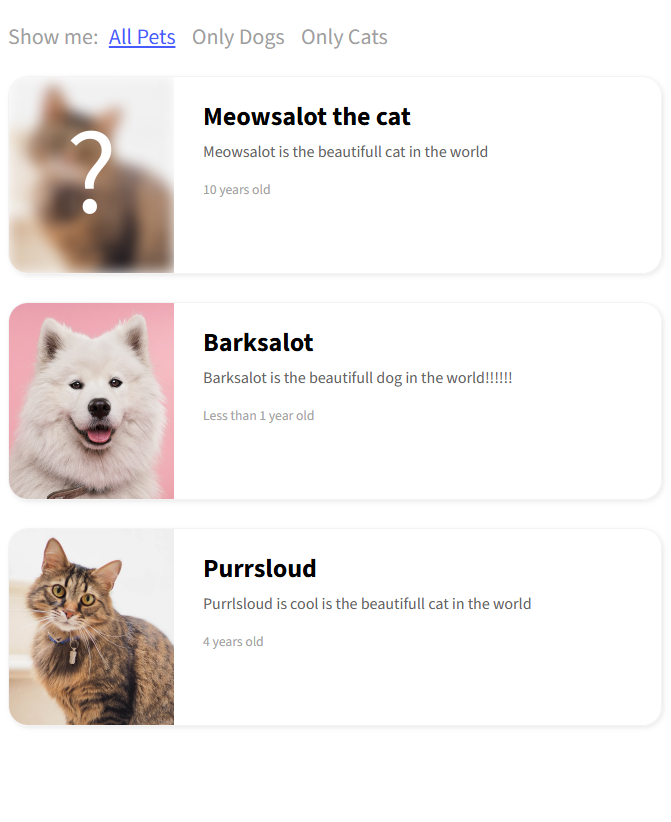 Show me: All Pets Only Dogs Only Cats
?
Meowsalot the cat
Meowsalot is the beautifull cat in the world
10 years old
Barksalot
Barksalot is the beautifull dog in the world!!!!!!
Less than 1 year old
Purrsloud
Purrlsloud is cool is the beautifull cat in the world
4 years old